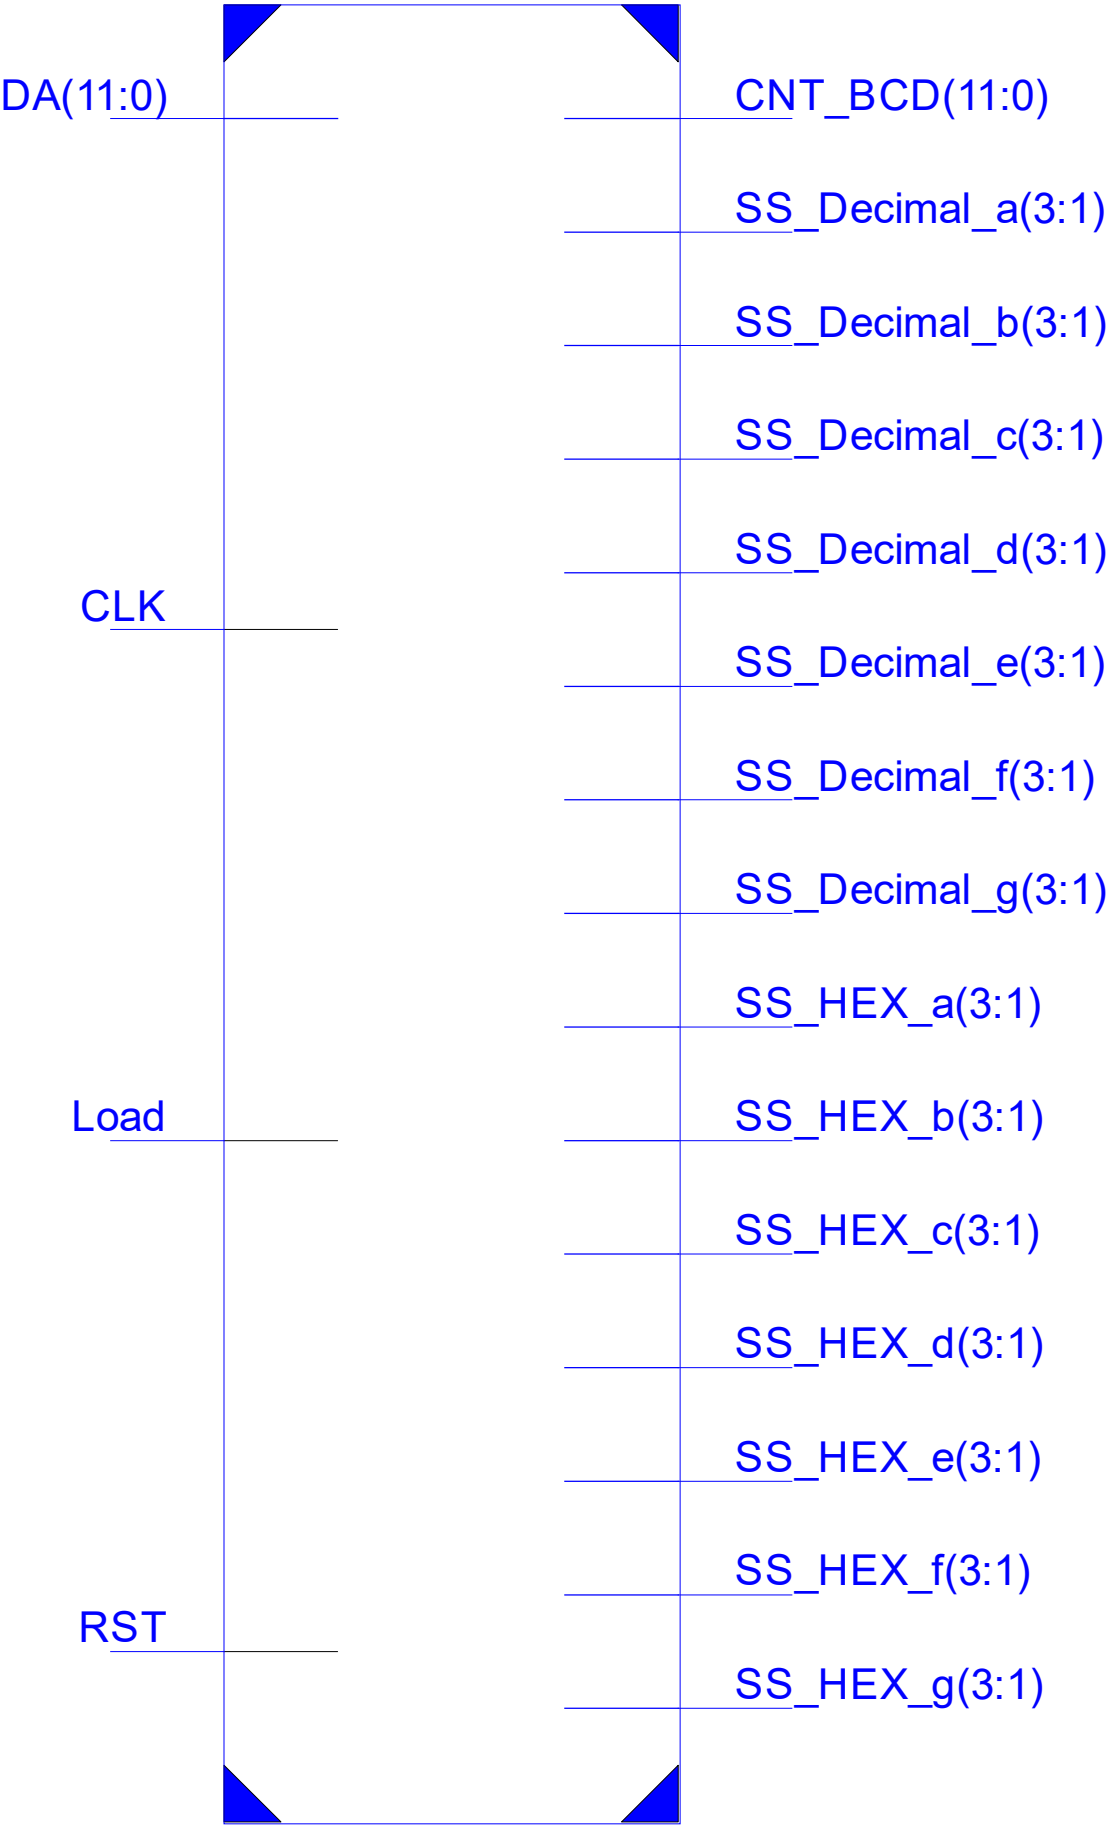 DA(11:0)
CNT_BCD(11:0)
SS_Decimal_a(3:1)
SS_Decimal_b(3:1)
SS_Decimal_c(3:1)
SS_Decimal_d(3:1)
CLK
SS_Decimal_e(3:1)
SS_Decimal_f(3:1)
SS_Decimal_g(3:1)
SS_HEX_a(3:1)
Load
SS_HEX_b(3:1)
SS_HEX_c(3:1)
SS_HEX_d(3:1)
SS_HEX_e(3:1)
SS_HEX_f(3:1)
RST
SS_HEX_g(3:1)